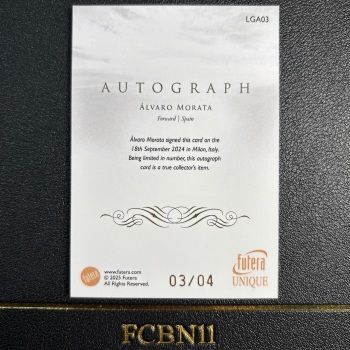 LGA03
AUTOGRAPH
ÁLVARO MORATA
Forward | Spain
Álvaro Morata signed this card on the
18th September 2024 in Milan, Italy.
Being limited in number, this autograph
card is a true collector's item.
futera
www.futera.com
© 2025 Futera
All Rights Reserved.
03/04
futera
UNIQUE
FCBN11